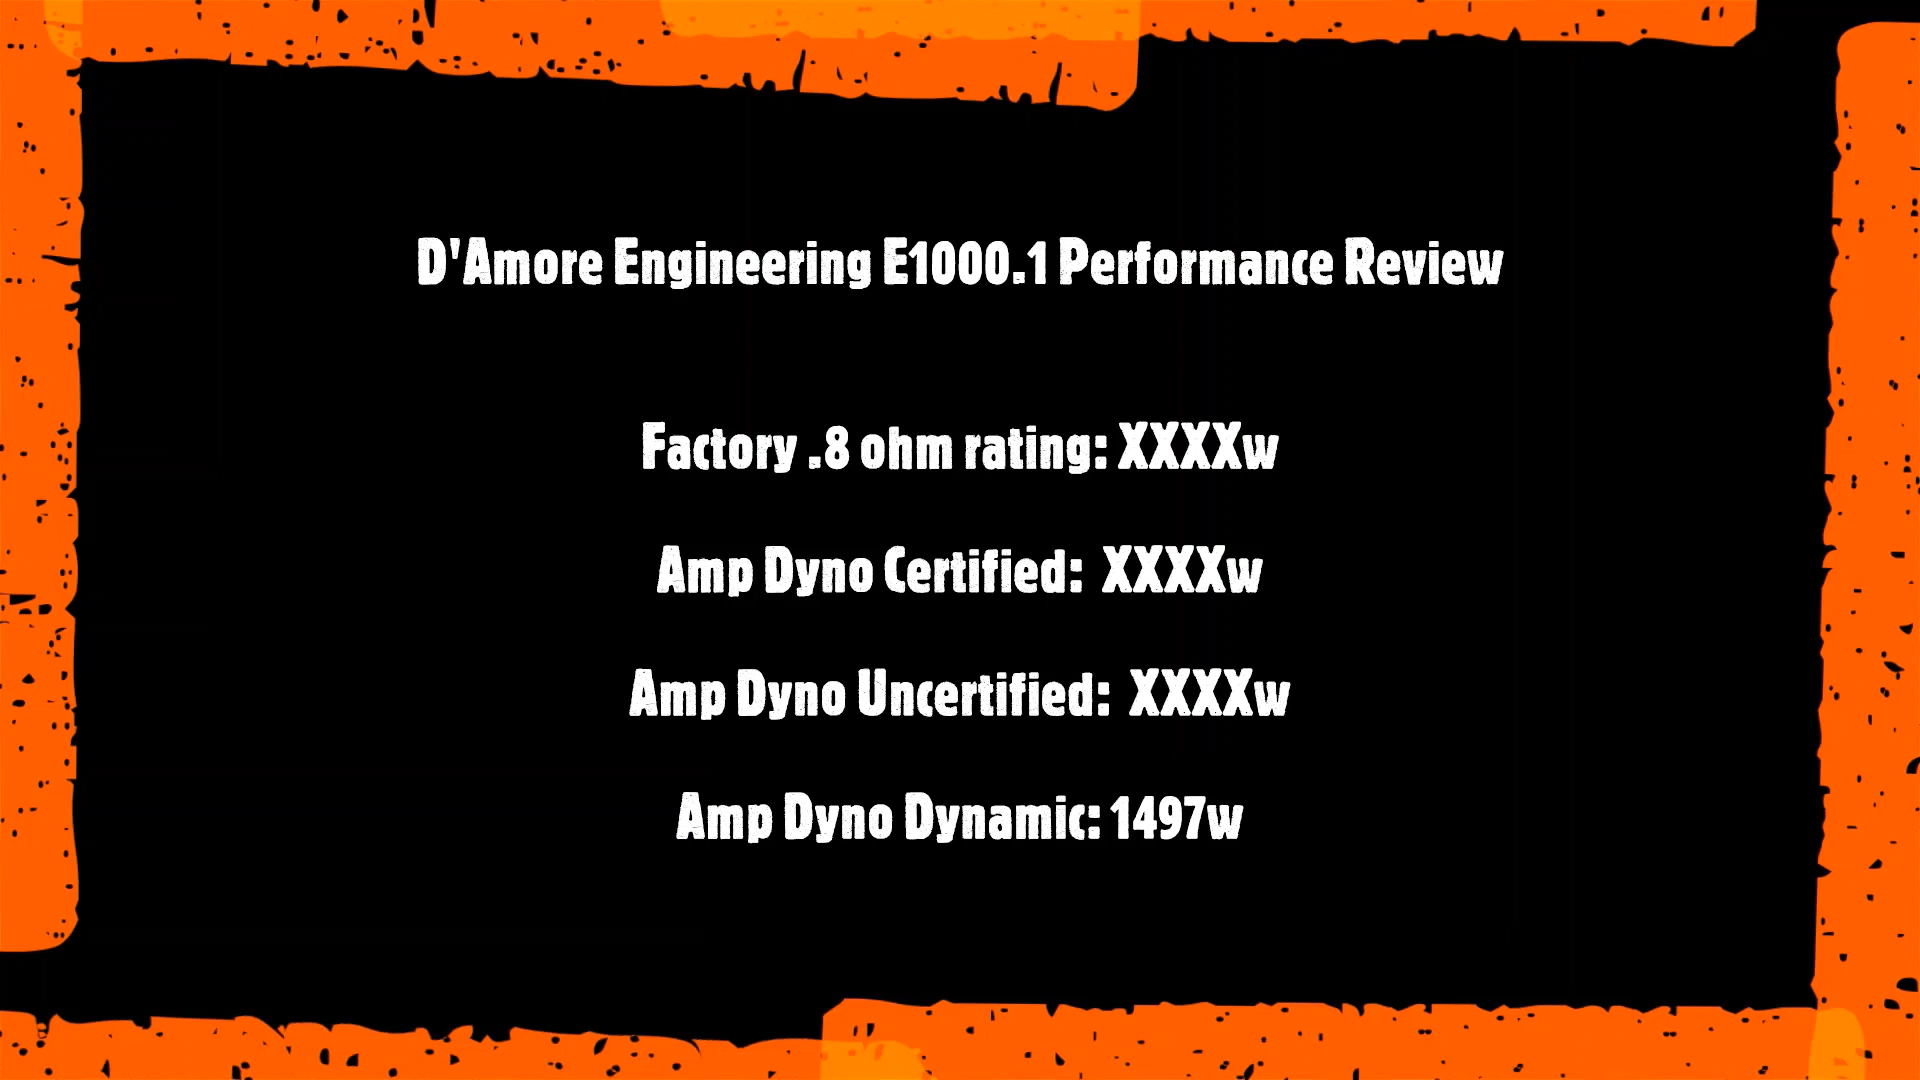 D'Amore Engineering E1000.1 Performance Review
Factory .8 ohm rating: XXXXw
Amp Dyno Certified: XXXXw
Amp Dyno Uncertified: XXXXw
Amp Dyno Dynamic: 1497w